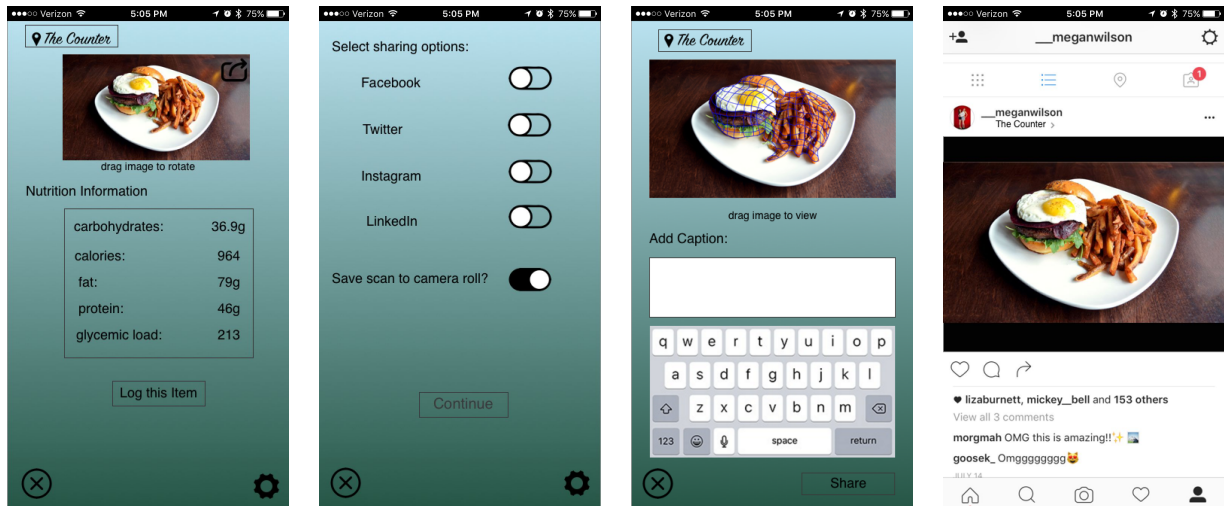 ●●●○○ Verizon 5:05 PM 75%
The Counter
drag image to rotate
Nutrition Information
carbohydrates: 36.9g
calories: 964
fat: 79g
protein: 46g
glycemic load: 213
Log this Item
●●●○○ Verizon 5:05 PM 75%
Select sharing options:
Facebook
Twitter
Instagram
LinkedIn
Save scan to camera roll?
Continue
●●●○○ Verizon 5:05 PM 75%
The Counter
drag image to view
Add Caption:
q w e r t y u i o p
a s d f g h j k l
z x c v b n m
123 space return
Share
●●●○○ Verizon 5:05 PM 75%
__meganwilson
1
__meganwilson
The Counter >
lizaburnett, mickey__bell and 153 others
View all 3 comments
morgmah OMG this is amazing!!✨🌁
goosek_ Omgggggggg😻
JULY 14